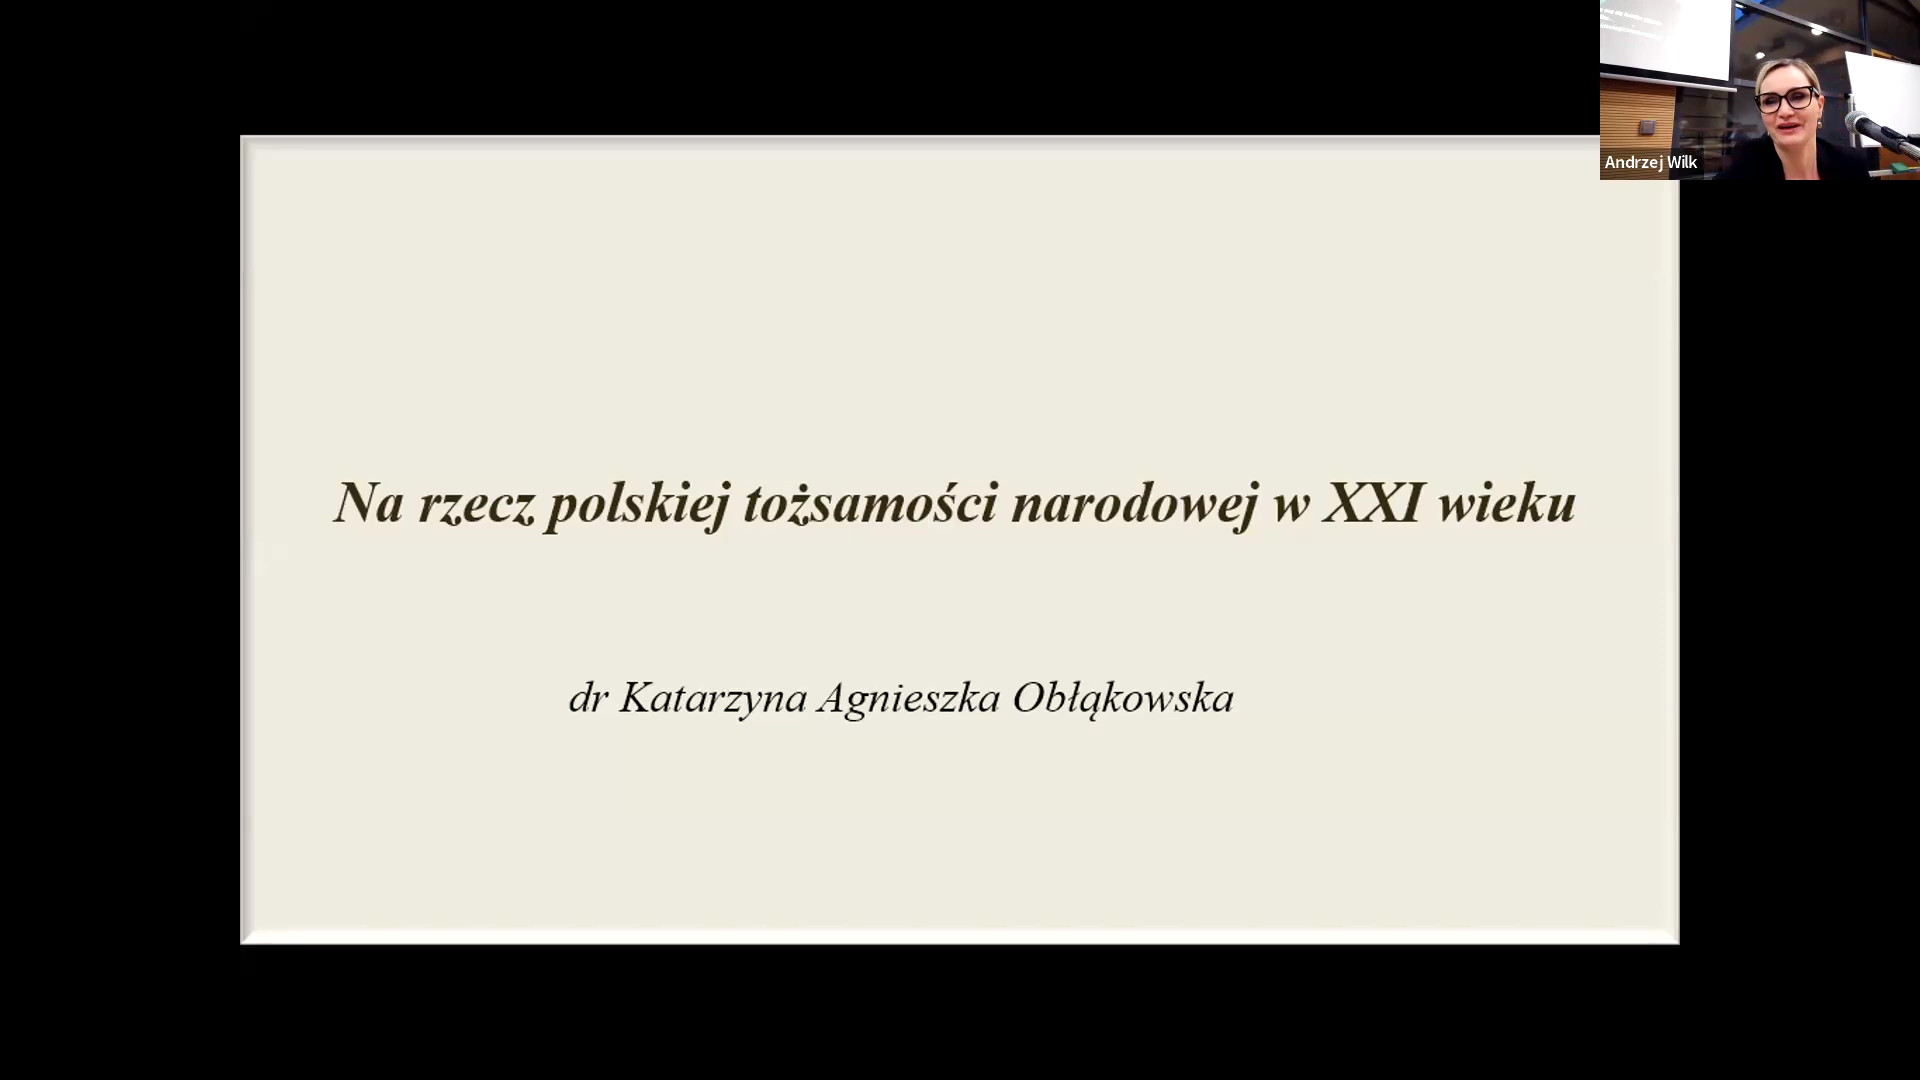 Na rzecz polskiej tożsamości narodowej w XXI wieku
dr Katarzyna Agnieszka Obłąkowska
Andrzej Wilk